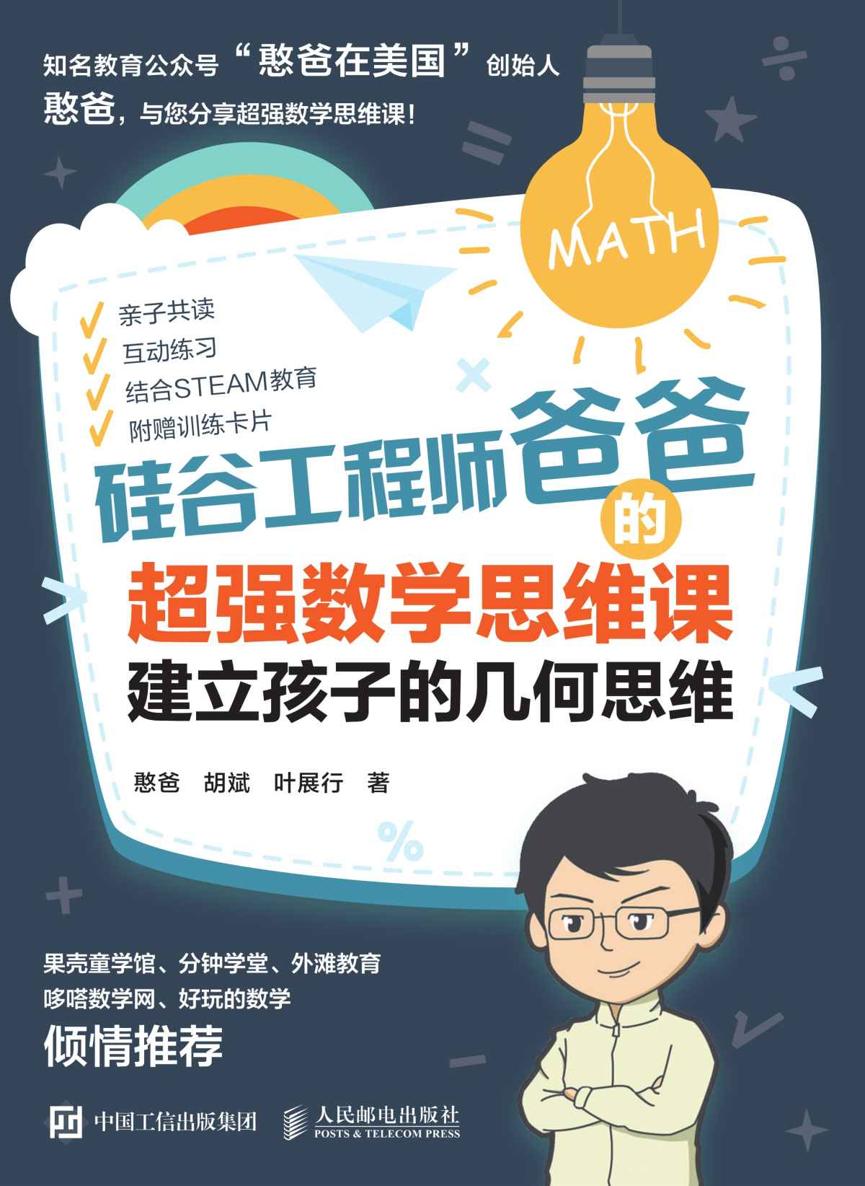 知名教育公众号“憨爸在美国”创始人
憨爸，与您分享超强数学思维课！
MATH
亲子共读
互动练习
结合STEAM教育
附赠训练卡片
硅谷工程师爸爸的
超强数学思维课
建立孩子的几何思维
憨爸 胡斌 叶展行 著
果壳童学馆、分钟学堂、外滩教育
哆嗒数学网、好玩的数学
倾情推荐
中国工信出版集团
人民邮电出版社
POSTS & TELECOM PRESS